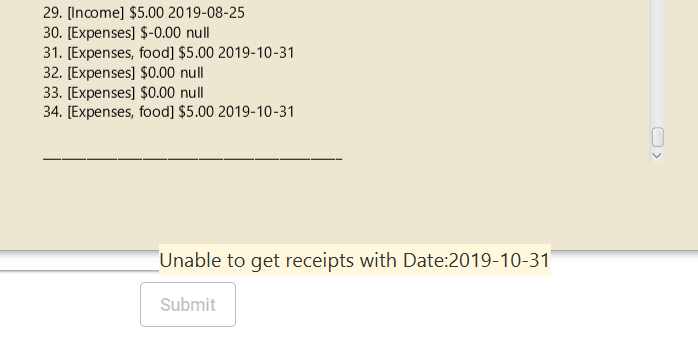 29. [Income] $5.00 2019-08-25
30. [Expenses] $-0.00 null
31. [Expenses, food] $5.00 2019-10-31
32. [Expenses] $0.00 null
33. [Expenses] $0.00 null
34. [Expenses, food] $5.00 2019-10-31
Unable to get receipts with Date:2019-10-31
Submit